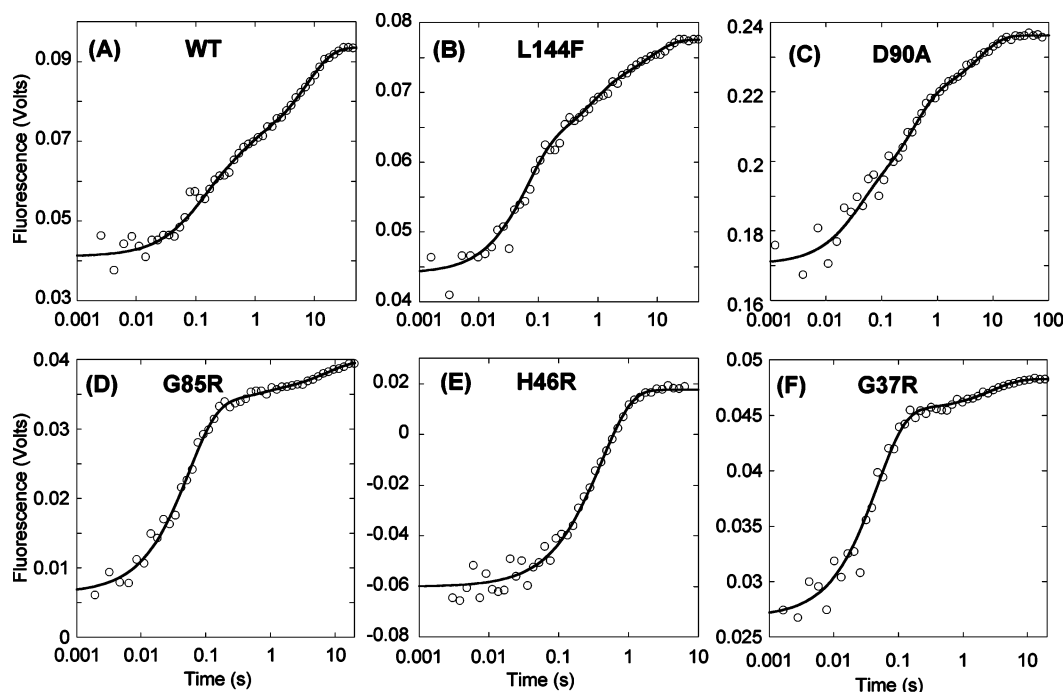 (A) WT
0.09
0.07
0.05
0.03
Fluorescence (Volts)
0.001 0.01 0.1 1 10
(B) L144F
0.08
0.07
0.06
0.05
0.04
0.001 0.01 0.1 1 10
(C) D90A
0.24
0.22
0.2
0.18
0.16
0.001 0.01 0.1 1 10 100
(D) G85R
0.04
0.03
0.02
0.01
0
Fluorescence (Volts)
0.001 0.01 0.1 1 10
Time (s)
(E) H46R
0.02
0
-0.02
-0.04
-0.06
-0.08
0.001 0.01 0.1 1 10
Time (s)
(F) G37R
0.05
0.045
0.04
0.035
0.03
0.025
0.001 0.01 0.1 1 10
Time (s)